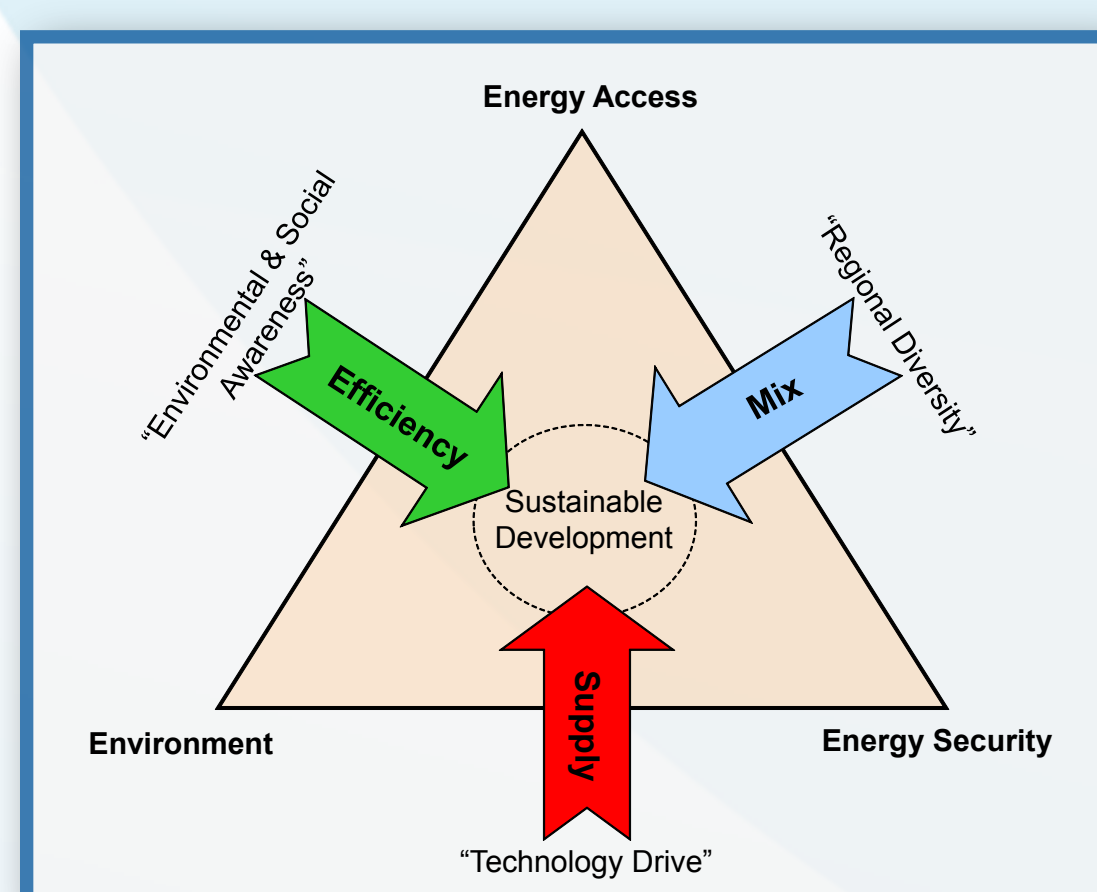 Energy Access
“Environmental & Social
Awareness”
“Regional Diversity”
Efficiency
Mix
Sustainable
Development
Supply
Environment
Energy Security
“Technology Drive”